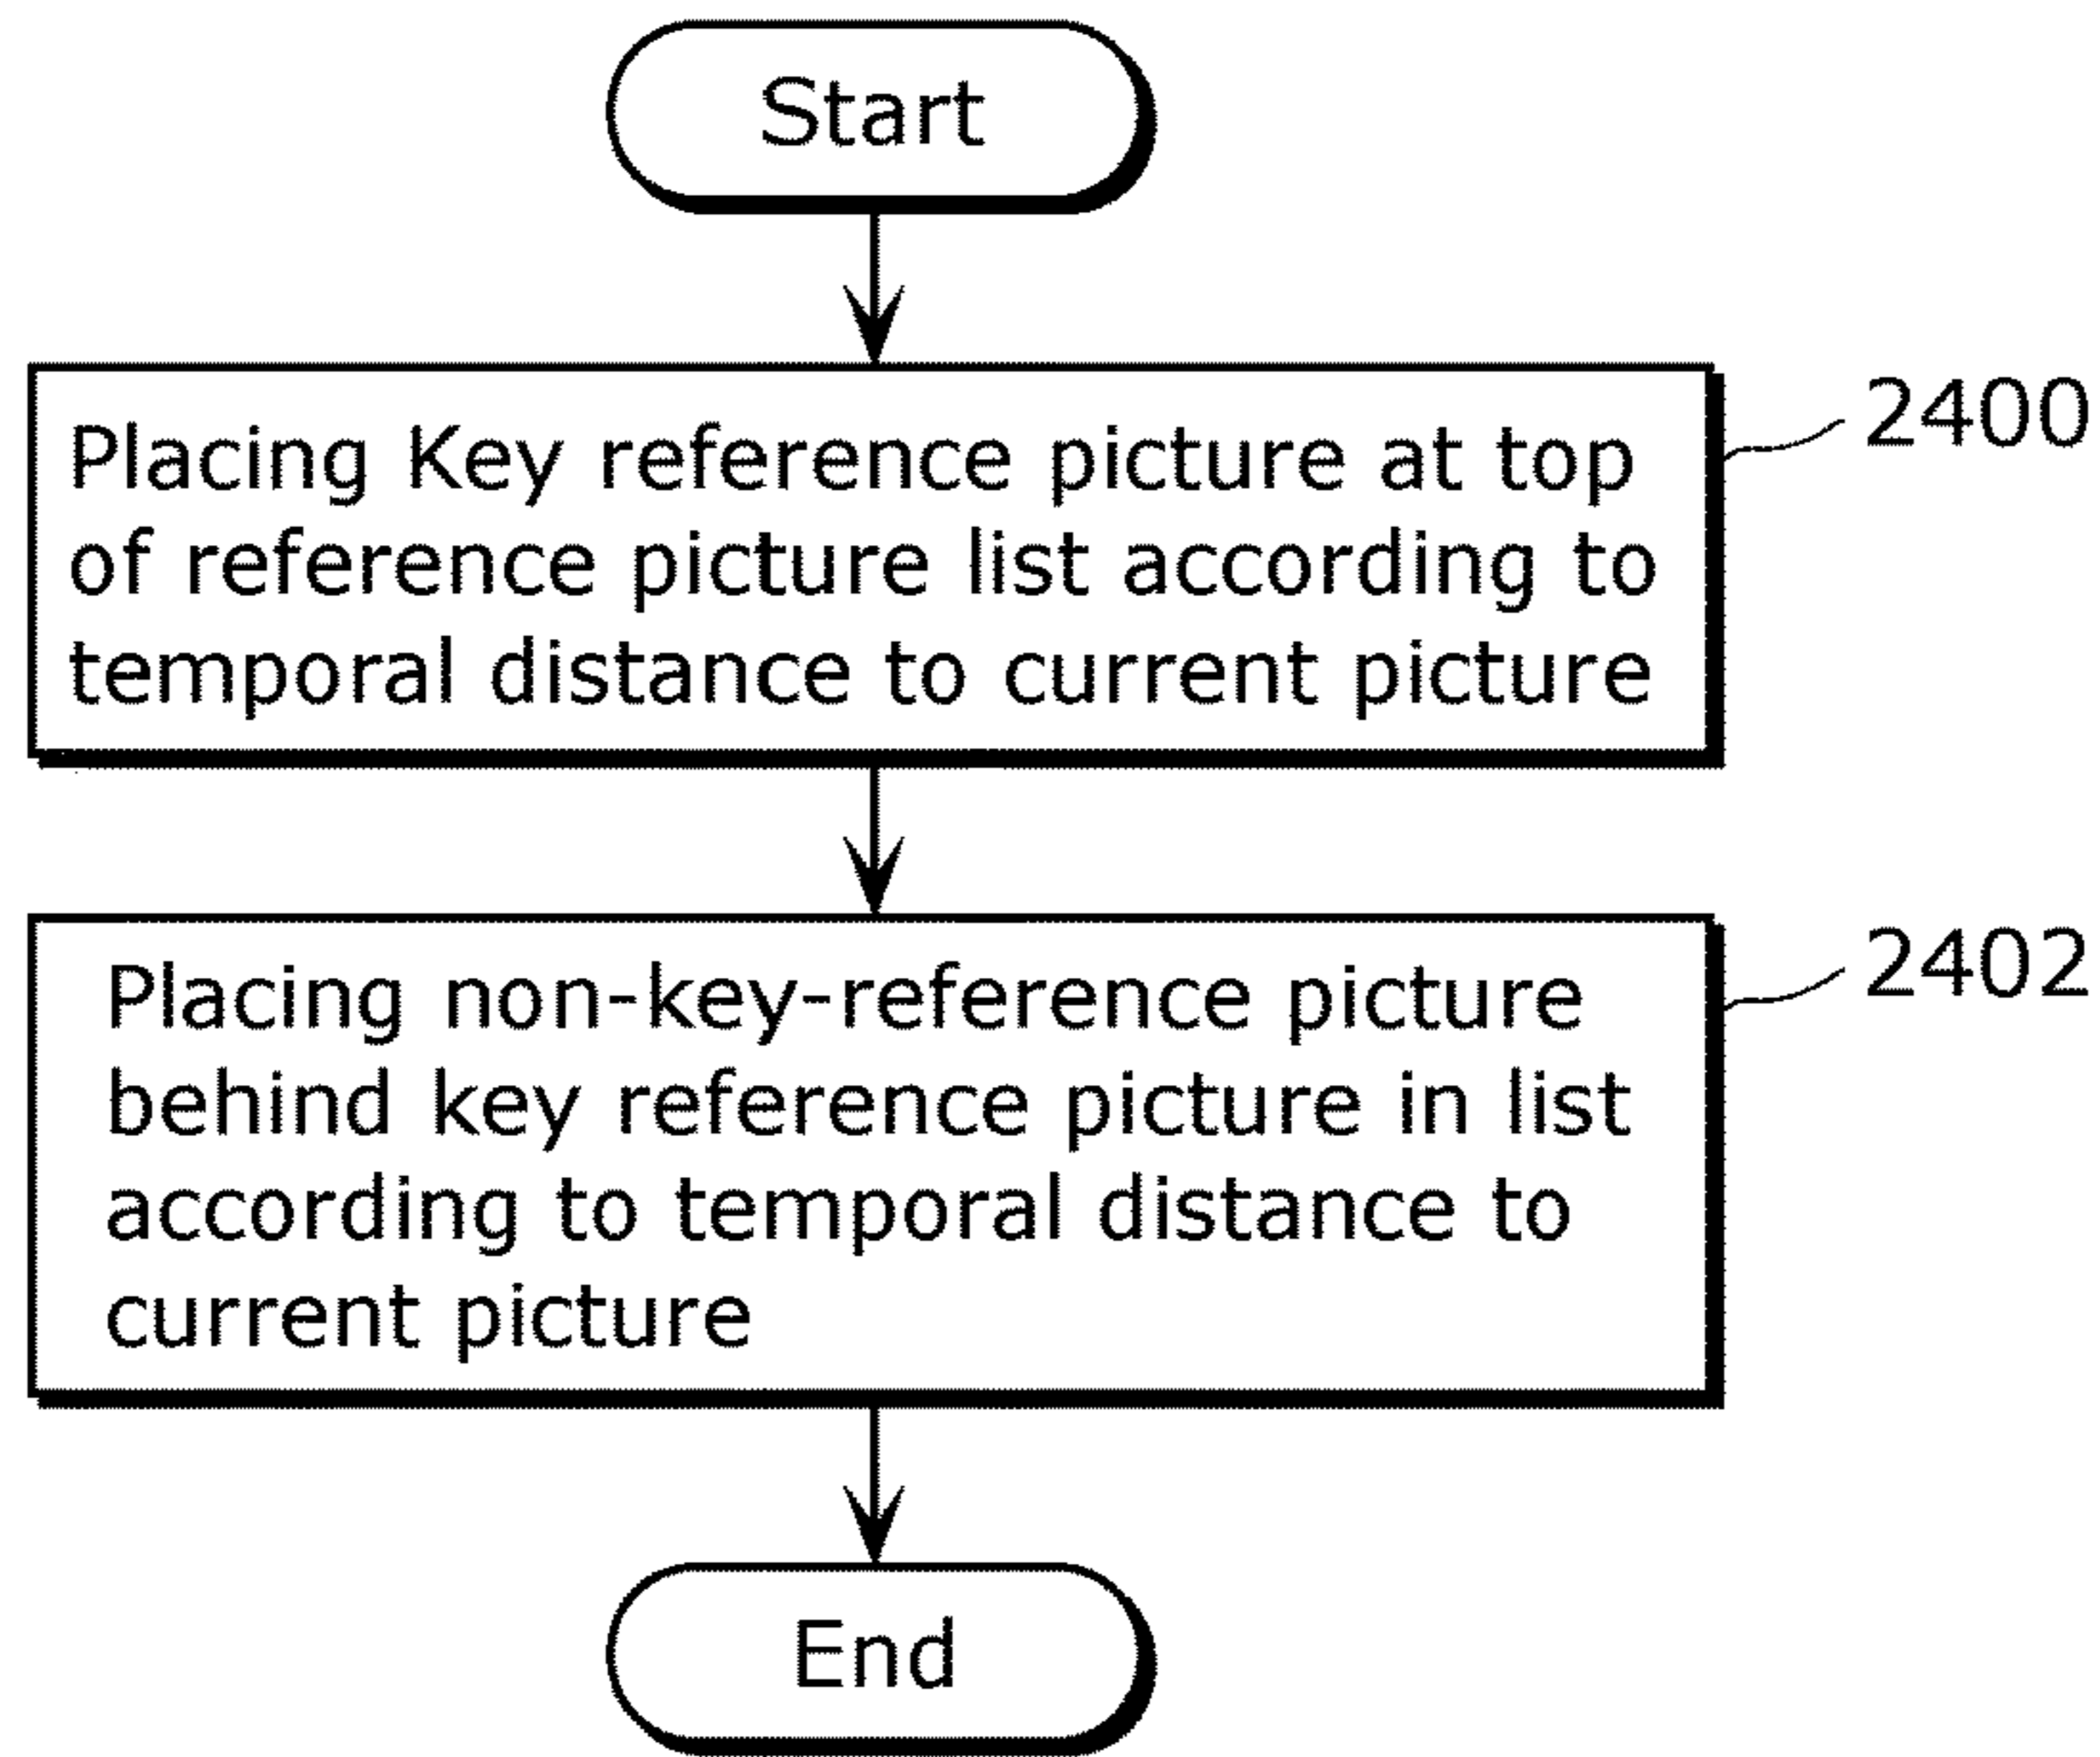 Start
Placing Key reference picture at top
of reference picture list according to
temporal distance to current picture
2400
Placing non-key-reference picture
behind key reference picture in list
according to temporal distance to
current picture
2402
End